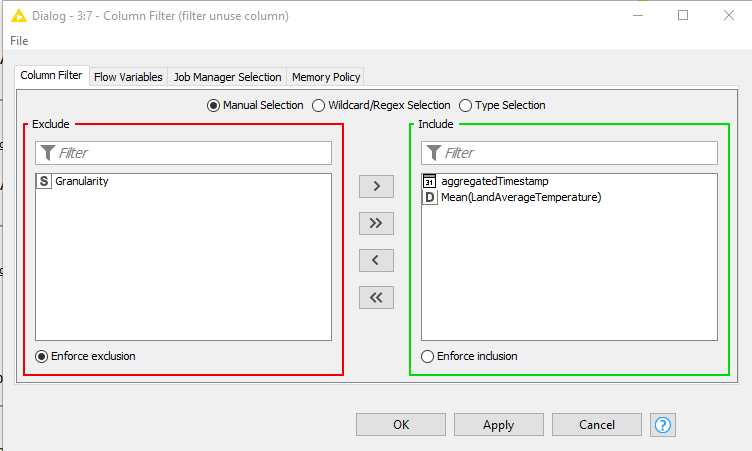 Dialog - 3:7 - Column Filter (filter unuse column)
File
Column Filter Flow Variables Job Manager Selection Memory Policy
Manual Selection Wildcard/Regex Selection Type Selection
Exclude
Filter
S Granularity
Enforce exclusion
>
>>
<
<<
Include
Filter
31 aggregatedTimestamp
D Mean(LandAverageTemperature)
Enforce inclusion
OK Apply Cancel ?